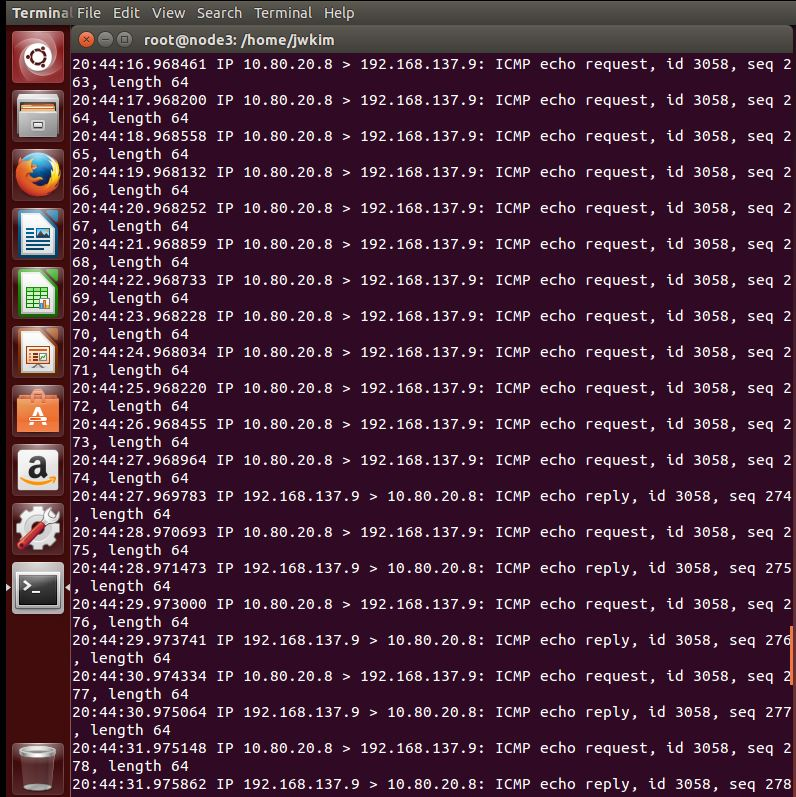 Terminal File Edit View Search Terminal Help
root@node3: /home/jwkim
20:44:16.968461 IP 10.80.20.8 > 192.168.137.9: ICMP echo request, id 3058, seq 2
63, length 64
20:44:17.968200 IP 10.80.20.8 > 192.168.137.9: ICMP echo request, id 3058, seq 2
64, length 64
20:44:18.968558 IP 10.80.20.8 > 192.168.137.9: ICMP echo request, id 3058, seq 2
65, length 64
20:44:19.968132 IP 10.80.20.8 > 192.168.137.9: ICMP echo request, id 3058, seq 2
66, length 64
20:44:20.968252 IP 10.80.20.8 > 192.168.137.9: ICMP echo request, id 3058, seq 2
67, length 64
20:44:21.968859 IP 10.80.20.8 > 192.168.137.9: ICMP echo request, id 3058, seq 2
68, length 64
20:44:22.968733 IP 10.80.20.8 > 192.168.137.9: ICMP echo request, id 3058, seq 2
69, length 64
20:44:23.968228 IP 10.80.20.8 > 192.168.137.9: ICMP echo request, id 3058, seq 2
70, length 64
20:44:24.968034 IP 10.80.20.8 > 192.168.137.9: ICMP echo request, id 3058, seq 2
71, length 64
20:44:25.968220 IP 10.80.20.8 > 192.168.137.9: ICMP echo request, id 3058, seq 2
72, length 64
20:44:26.968455 IP 10.80.20.8 > 192.168.137.9: ICMP echo request, id 3058, seq 2
73, length 64
20:44:27.968964 IP 10.80.20.8 > 192.168.137.9: ICMP echo request, id 3058, seq 2
74, length 64
20:44:27.969783 IP 192.168.137.9 > 10.80.20.8: ICMP echo reply, id 3058, seq 274
, length 64
20:44:28.970693 IP 10.80.20.8 > 192.168.137.9: ICMP echo request, id 3058, seq 2
75, length 64
20:44:28.971473 IP 192.168.137.9 > 10.80.20.8: ICMP echo reply, id 3058, seq 275
, length 64
20:44:29.973000 IP 10.80.20.8 > 192.168.137.9: ICMP echo request, id 3058, seq 2
76, length 64
20:44:29.973741 IP 192.168.137.9 > 10.80.20.8: ICMP echo reply, id 3058, seq 276
, length 64
20:44:30.974334 IP 10.80.20.8 > 192.168.137.9: ICMP echo request, id 3058, seq 2
77, length 64
20:44:30.975064 IP 192.168.137.9 > 10.80.20.8: ICMP echo reply, id 3058, seq 277
, length 64
20:44:31.975148 IP 10.80.20.8 > 192.168.137.9: ICMP echo request, id 3058, seq 2
78, length 64
20:44:31.975862 IP 192.168.137.9 > 10.80.20.8: ICMP echo reply, id 3058, seq 278